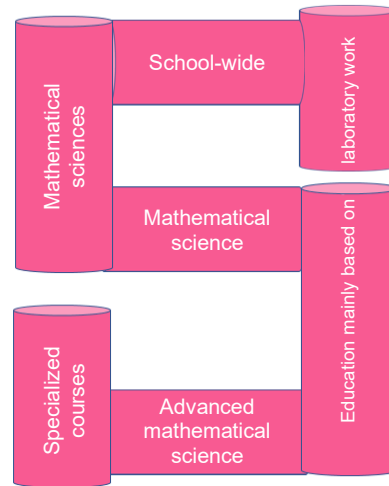 School-wide
laboratory work
Mathematical
sciences
Mathematical
science
Education mainly based on
Specialized
courses
Advanced
mathematical
science